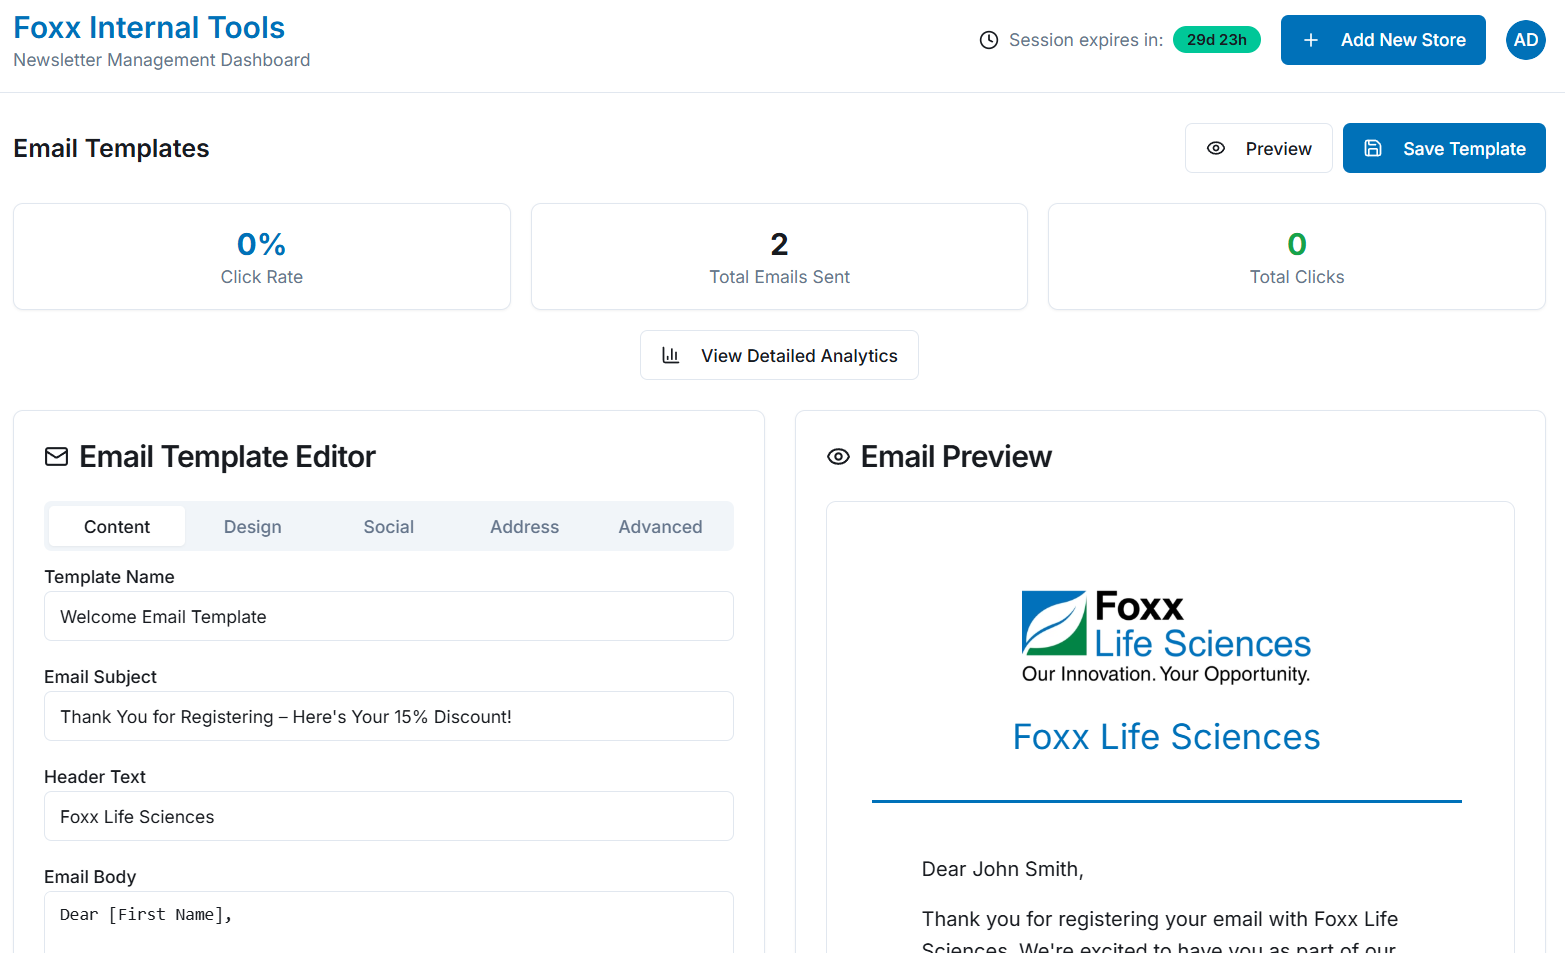 Foxx Internal Tools
Newsletter Management Dashboard
Session expires in: 29d 23h
Add New Store
AD
Email Templates
Preview
Save Template
0%
Click Rate
2
Total Emails Sent
0
Total Clicks
View Detailed Analytics
Email Template Editor
Content
Design
Social
Address
Advanced
Template Name
Welcome Email Template
Email Subject
Thank You for Registering – Here's Your 15% Discount!
Header Text
Foxx Life Sciences
Email Body
Dear [First Name],
Email Preview
Foxx
Life Sciences
Our Innovation. Your Opportunity.
Foxx Life Sciences
Dear John Smith,
Thank you for registering your email with Foxx Life
Sciences. We're excited to have you as part of our